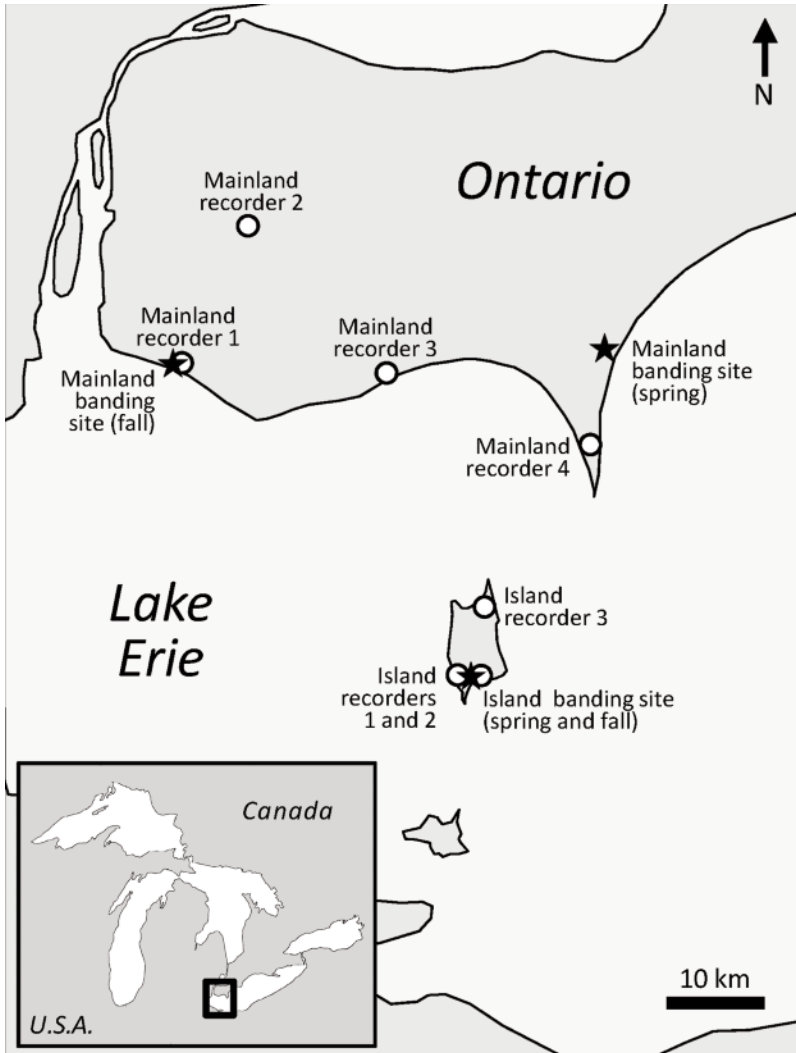 N
Ontario
Mainland
recorder 2
Mainland
recorder 1
Mainland
recorder 3
Mainland
banding
site (fall)
Mainland
banding site
(spring)
Mainland
recorder 4
Lake
Erie
Island
recorder 3
Island
recorders
1 and 2
Island banding site
(spring and fall)
Canada
U.S.A.
10 km